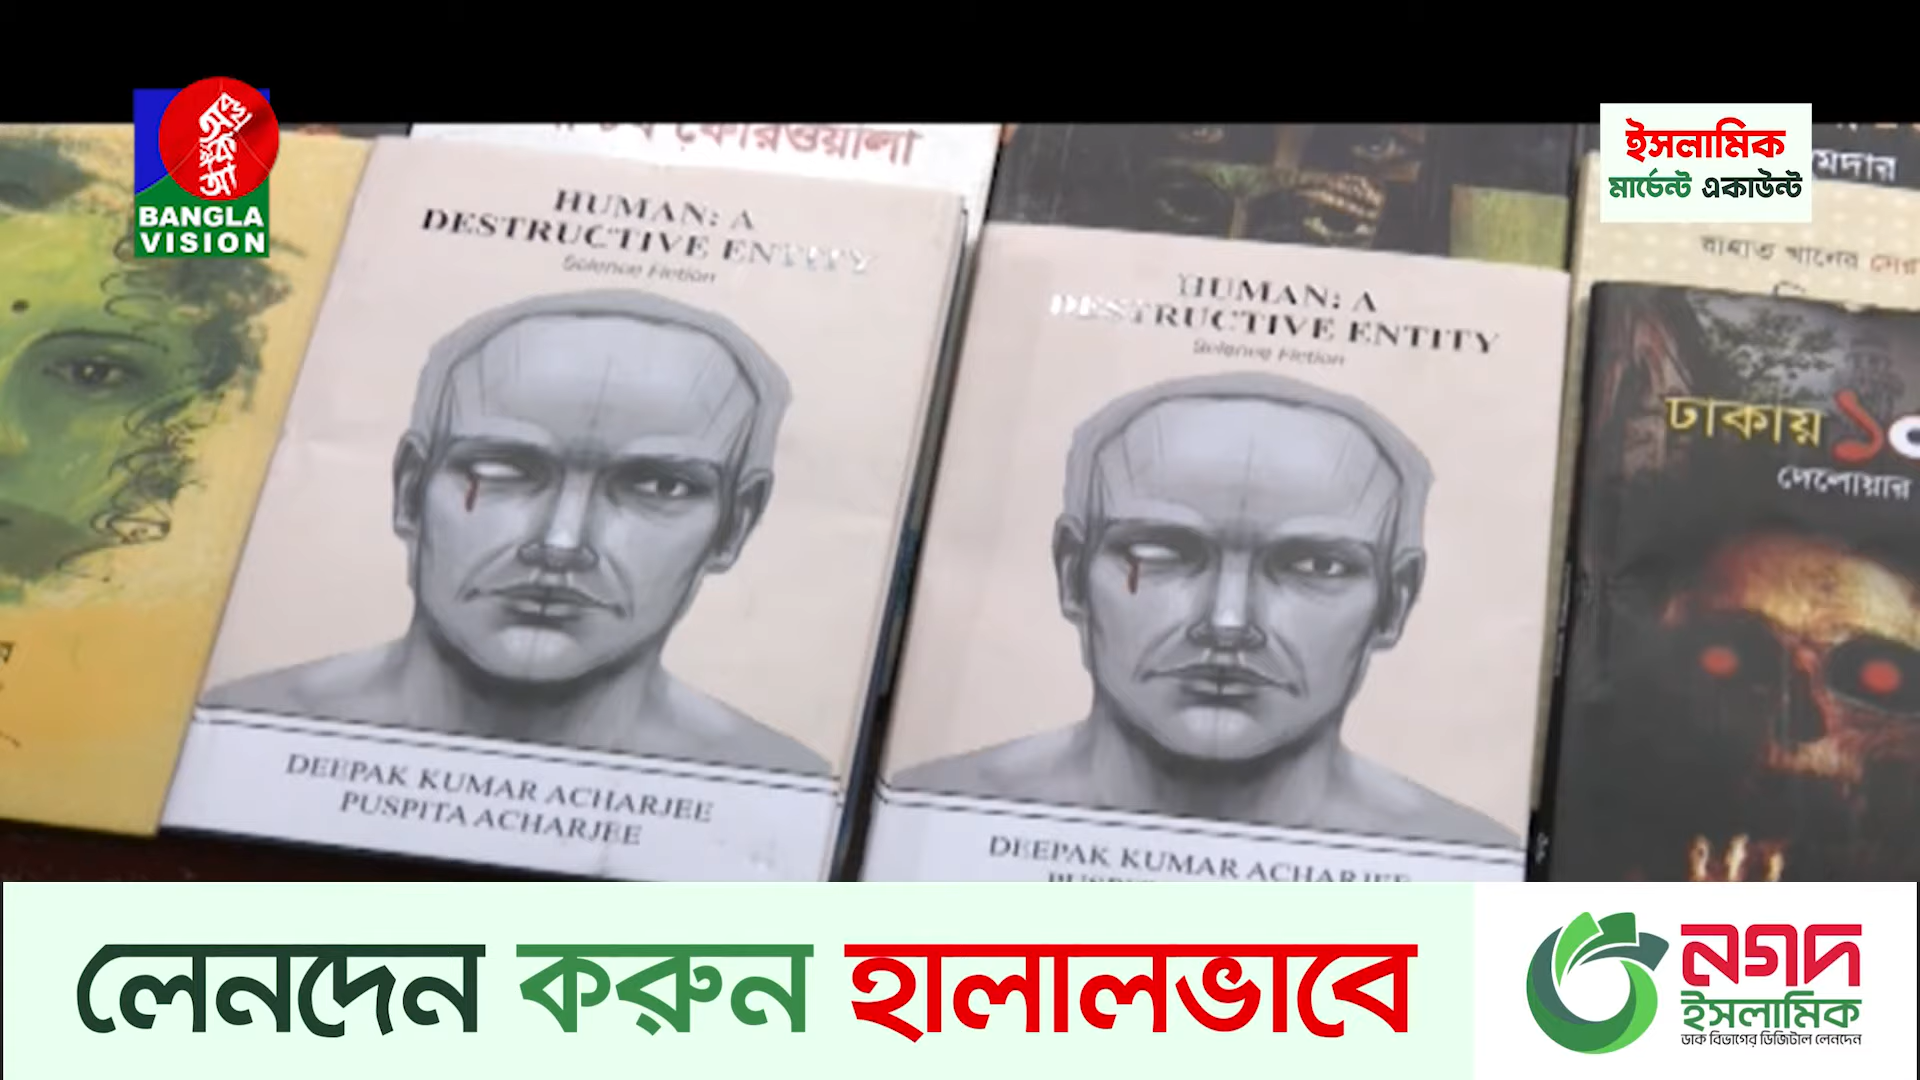 BANGLA
VISION
ফেরিওয়ালা
ইসলামিক
মার্চেন্ট একাউন্ট
HUMAN: A
DESTRUCTIVE ENTITY
Science Fiction
DEEPAK KUMAR ACHARJEE
PUSPITA ACHARJEE
HUMAN: A
DESTRUCTIVE ENTITY
Science Fiction
DEEPAK KUMAR ACHARJEE
ঢাকায়
দেলোয়ার
লেনদেন করুন হালালভাবে
নগদ
ইসলামিক
ডাক বিভাগের ডিজিটাল লেনদেন